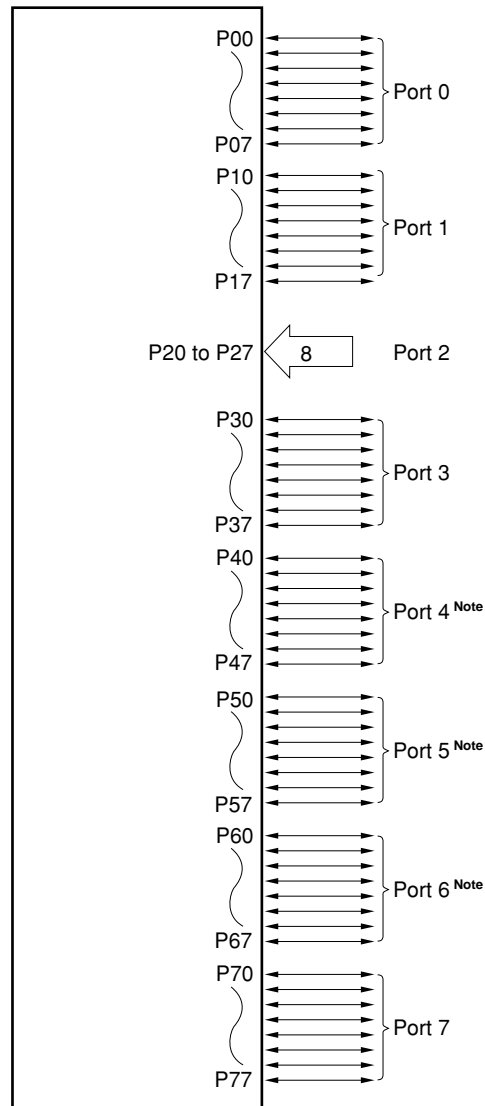 P00
Port 0
P07
P10
Port 1
P17
P20 to P27
8
Port 2
P30
Port 3
P37
P40
Port 4 Note
P47
P50
Port 5 Note
P57
P60
Port 6 Note
P67
P70
Port 7
P77